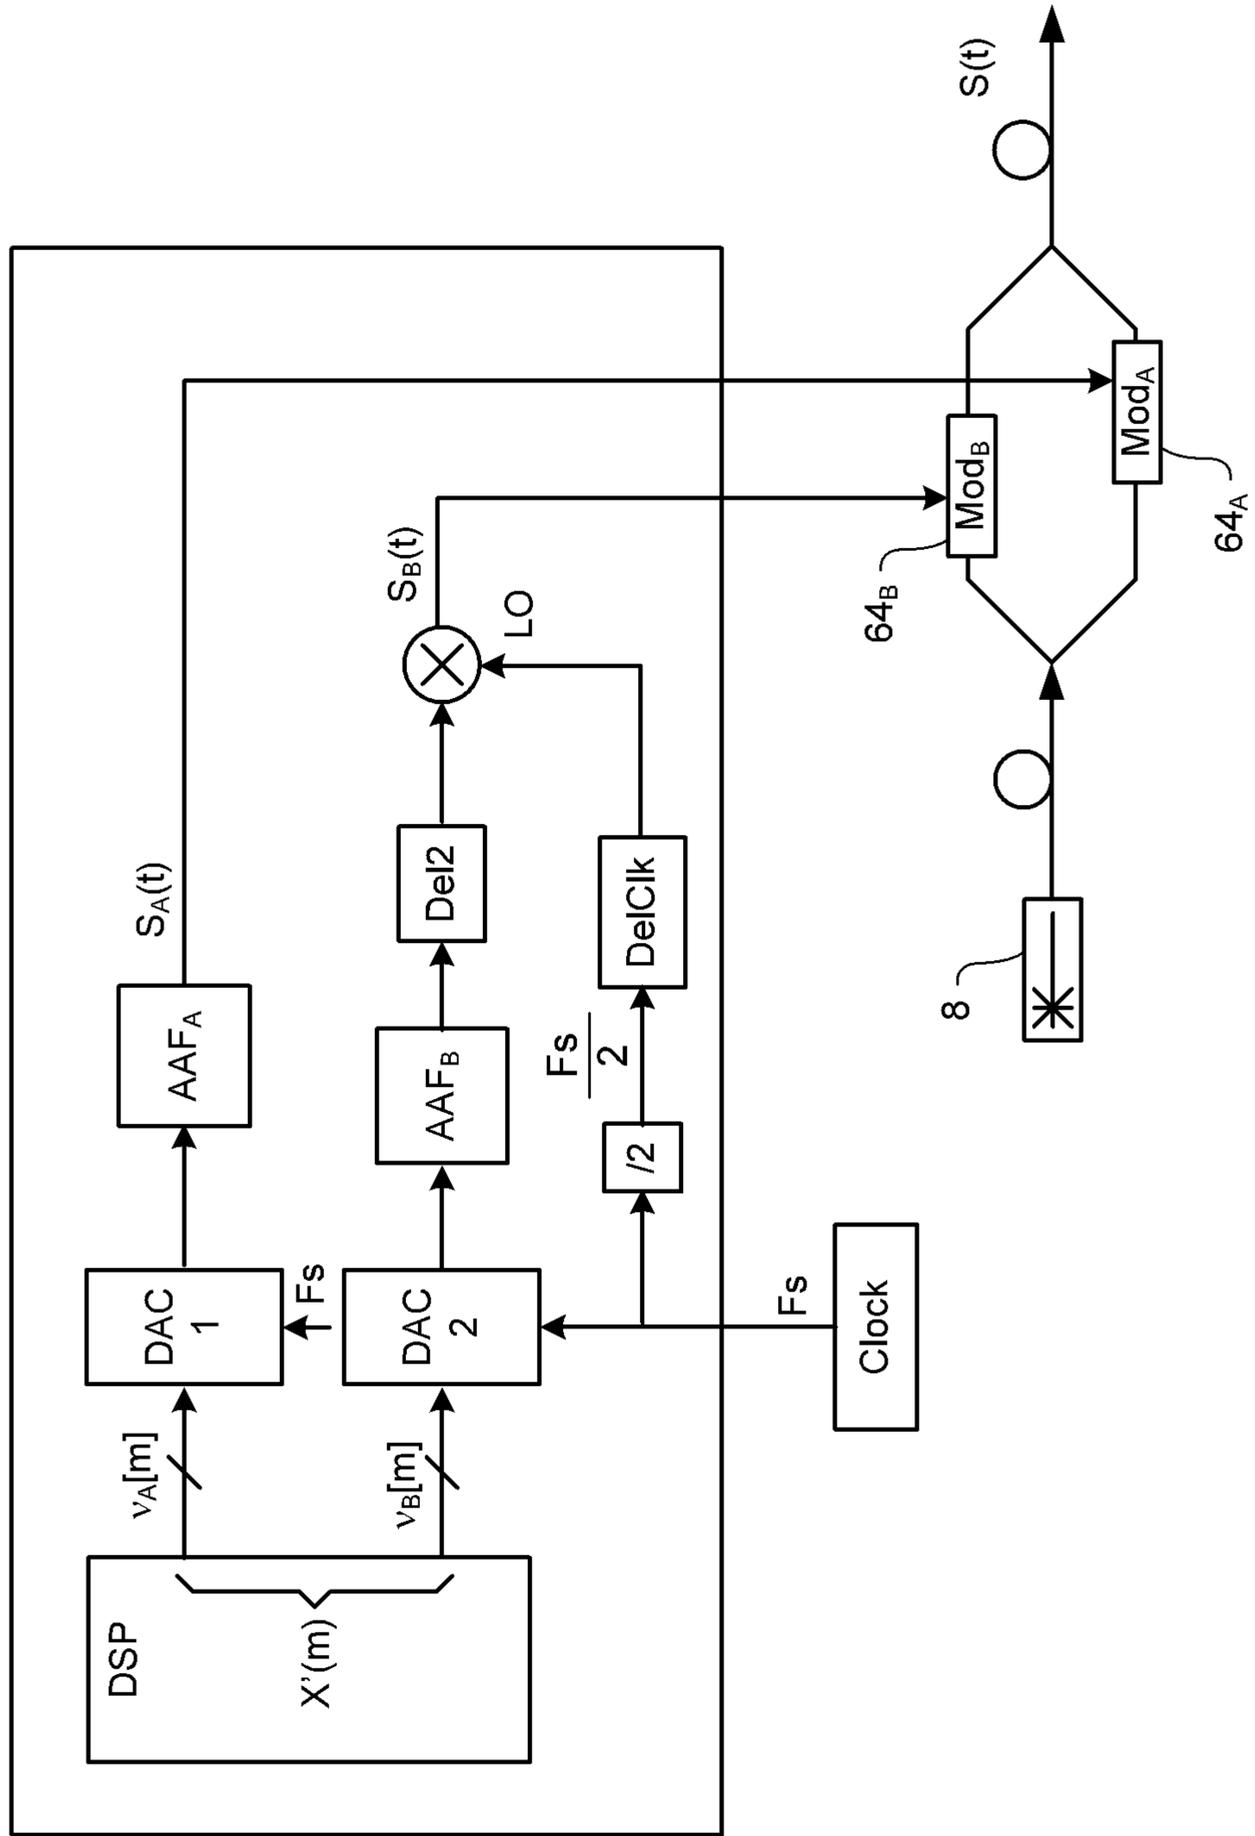 DSP
X'(m)
νA[m]
νB[m]
DAC
1
Fs
DAC
2
AAFA
AAFB
SA(t)
Del2
SB(t)
LO
/2
Fs
2
DelClk
Clock
Fs
8
64B
ModB
ModA
64A
S(t)